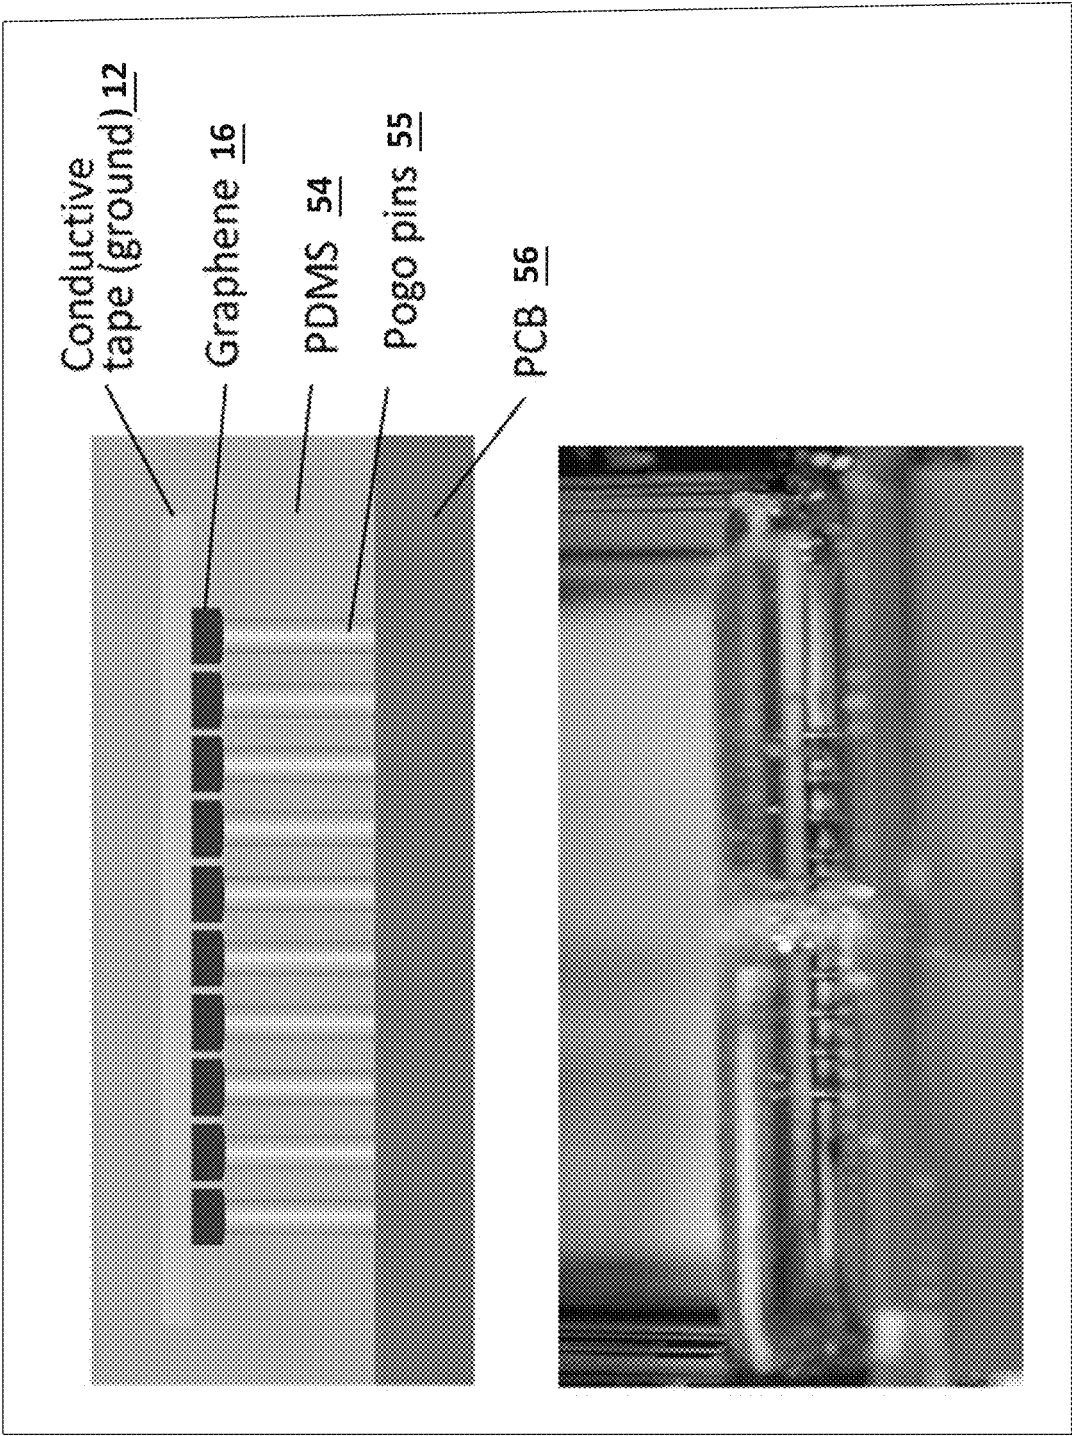 Conductive
tape (ground) 12
Graphene 16
PDMS 54
Pogo pins 55
PCB 56